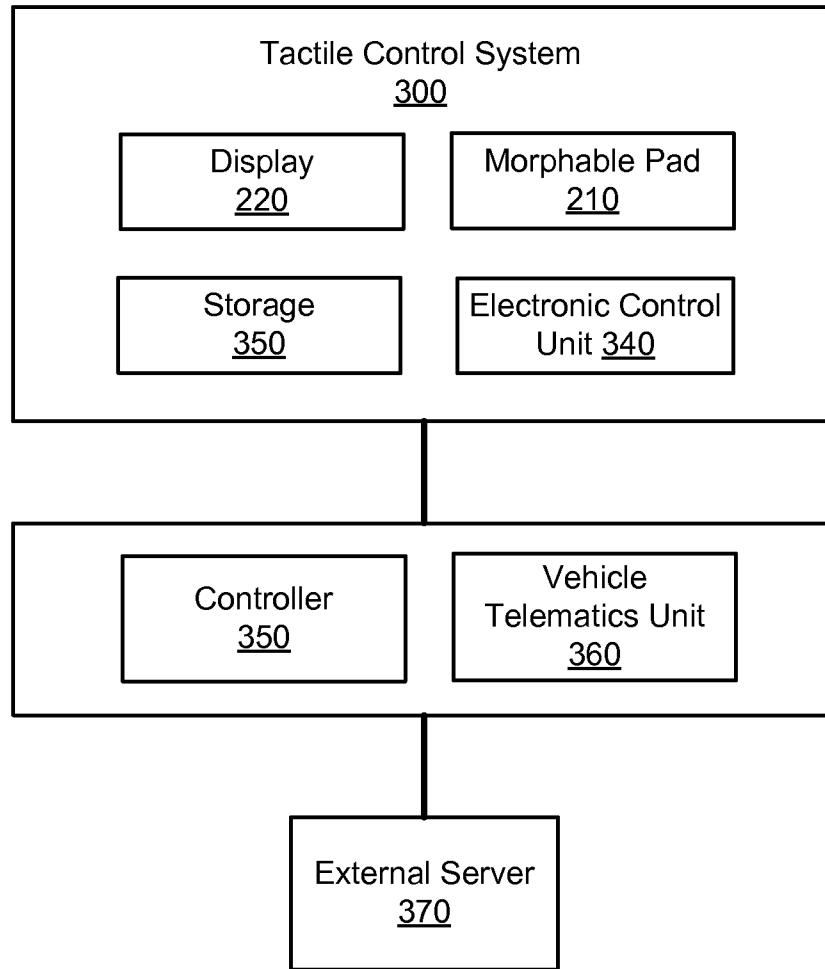 Tactile Control System
300
Display
220
Morphable Pad
210
Storage
350
Electronic Control
Unit 340
Controller
350
Vehicle
Telematics Unit
360
External Server
370